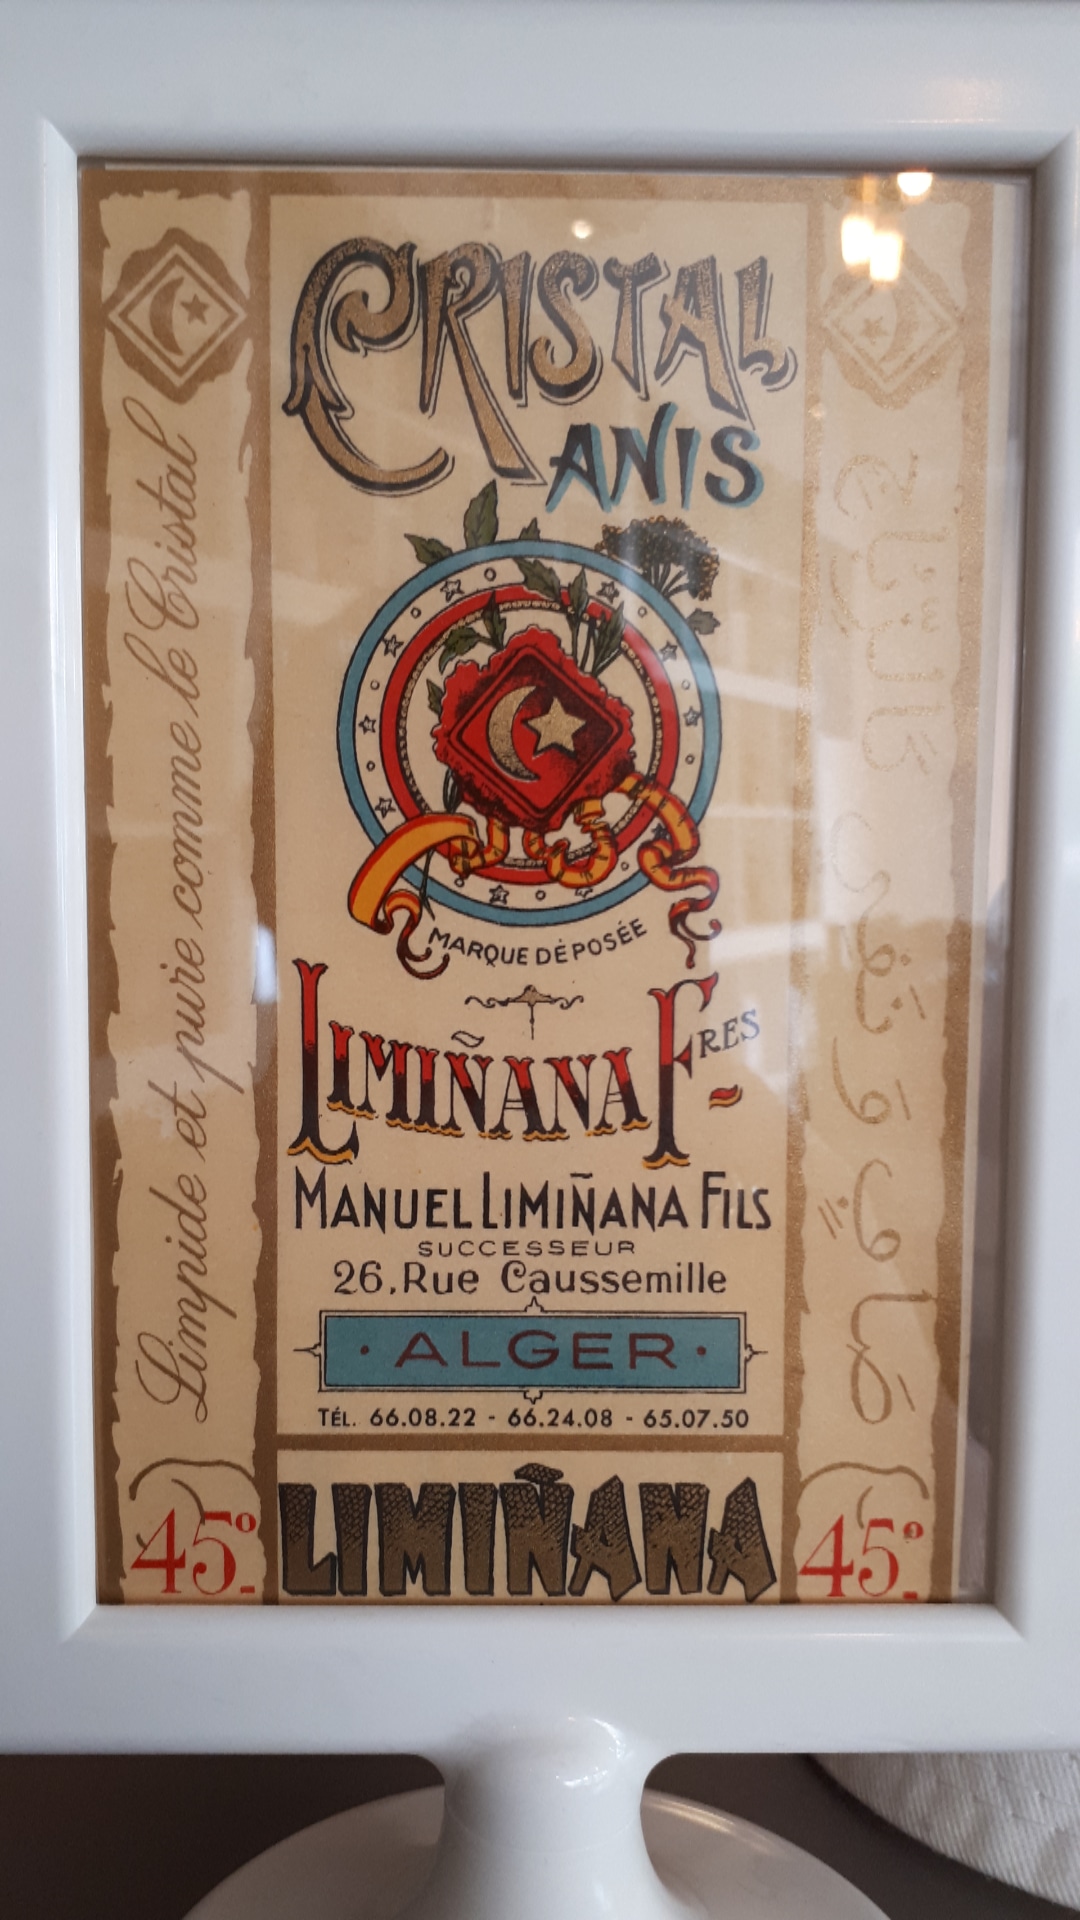 CRISTAL
ANIS
MARQUE DÉPOSÉE
LIMIÑANA FRES
MANUEL LIMIÑANA FILS
SUCCESSEUR
26, Rue Caussemille
· ALGER ·
TÉL. 66.08.22 - 66.24.08 - 65.07.50
LIMIÑANA
Limpide et pure comme le Cristal
45°
45°